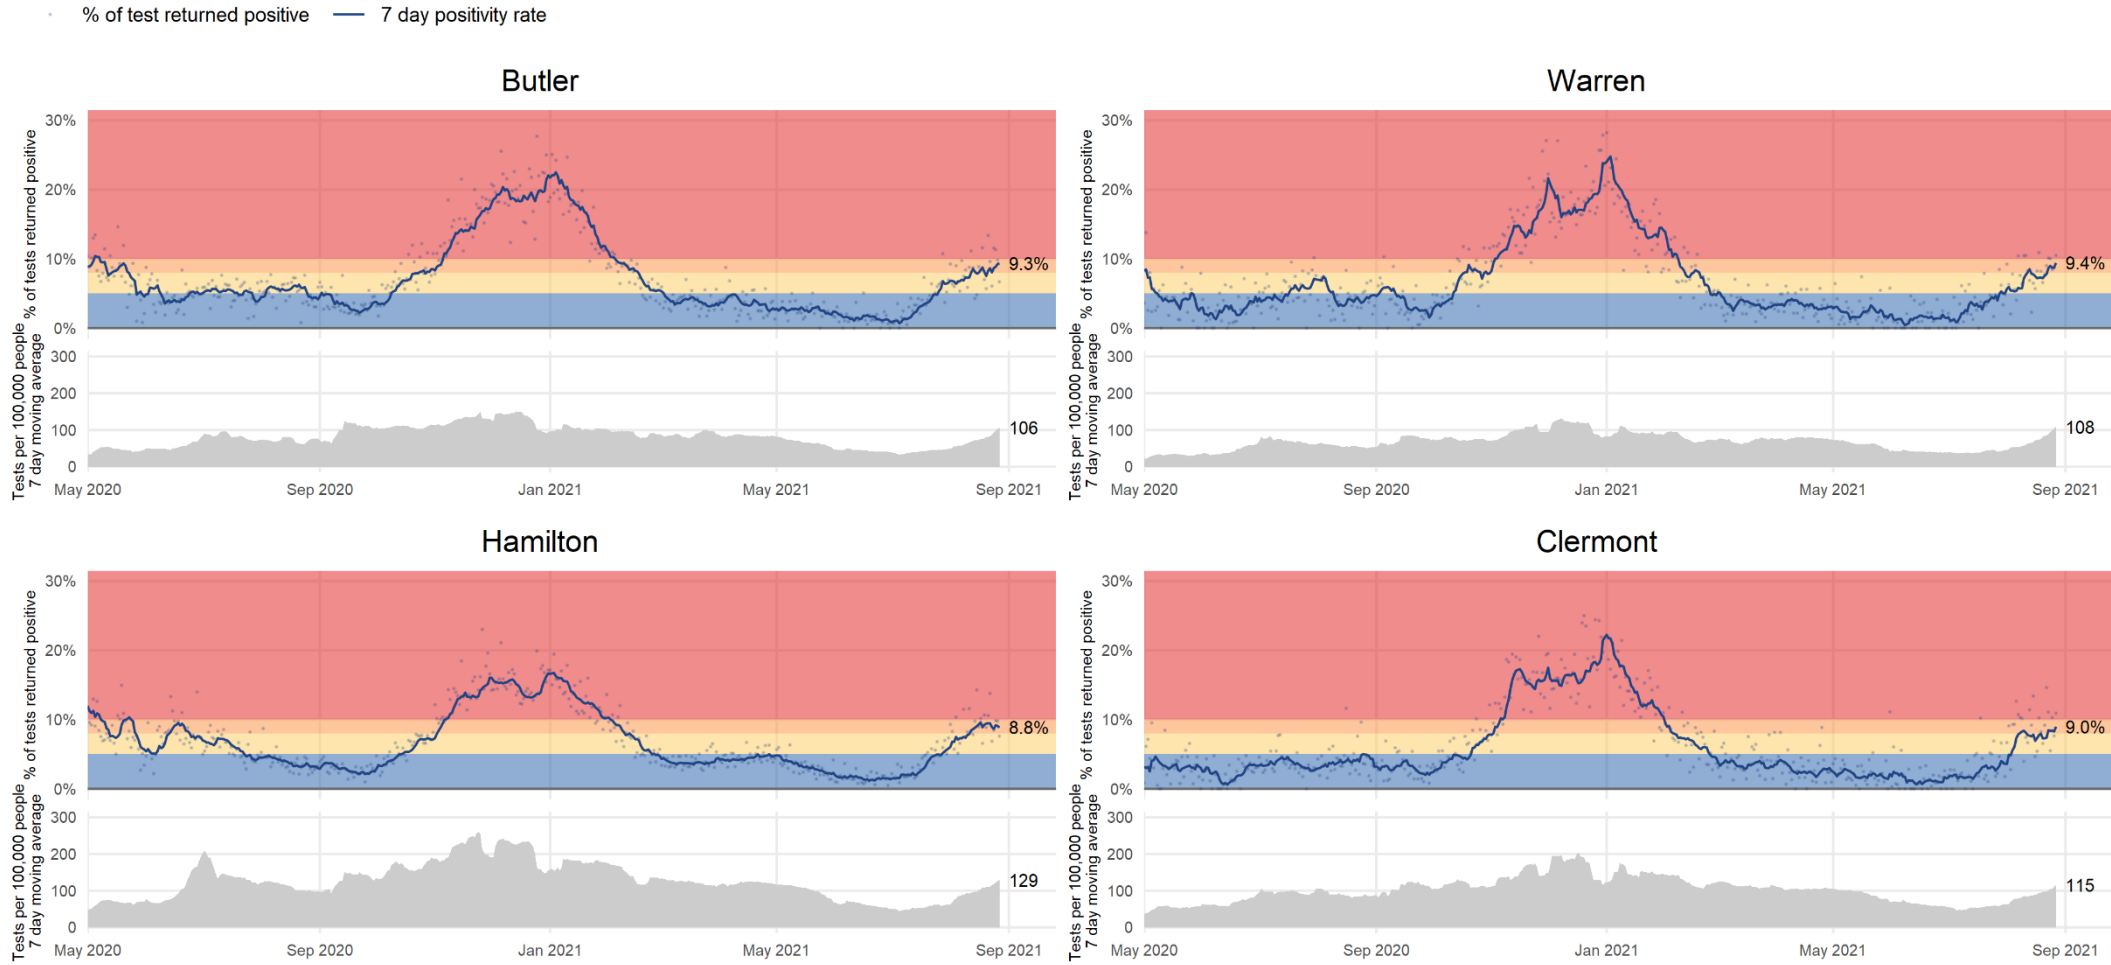 % of test returned positive 7 day positivity rate
Butler
% of tests returned positive
30%
20%
10%
0%
9.3%
Tests per 100,000 people
7 day moving average
300
200
100
0
106
May 2020 Sep 2020 Jan 2021 May 2021 Sep 2021
Warren
% of tests returned positive
30%
20%
10%
0%
9.4%
Tests per 100,000 people
7 day moving average
300
200
100
0
108
May 2020 Sep 2020 Jan 2021 May 2021 Sep 2021
Hamilton
% of tests returned positive
30%
20%
10%
0%
8.8%
Tests per 100,000 people
7 day moving average
300
200
100
0
129
May 2020 Sep 2020 Jan 2021 May 2021 Sep 2021
Clermont
% of tests returned positive
30%
20%
10%
0%
9.0%
Tests per 100,000 people
7 day moving average
300
200
100
0
115
May 2020 Sep 2020 Jan 2021 May 2021 Sep 2021